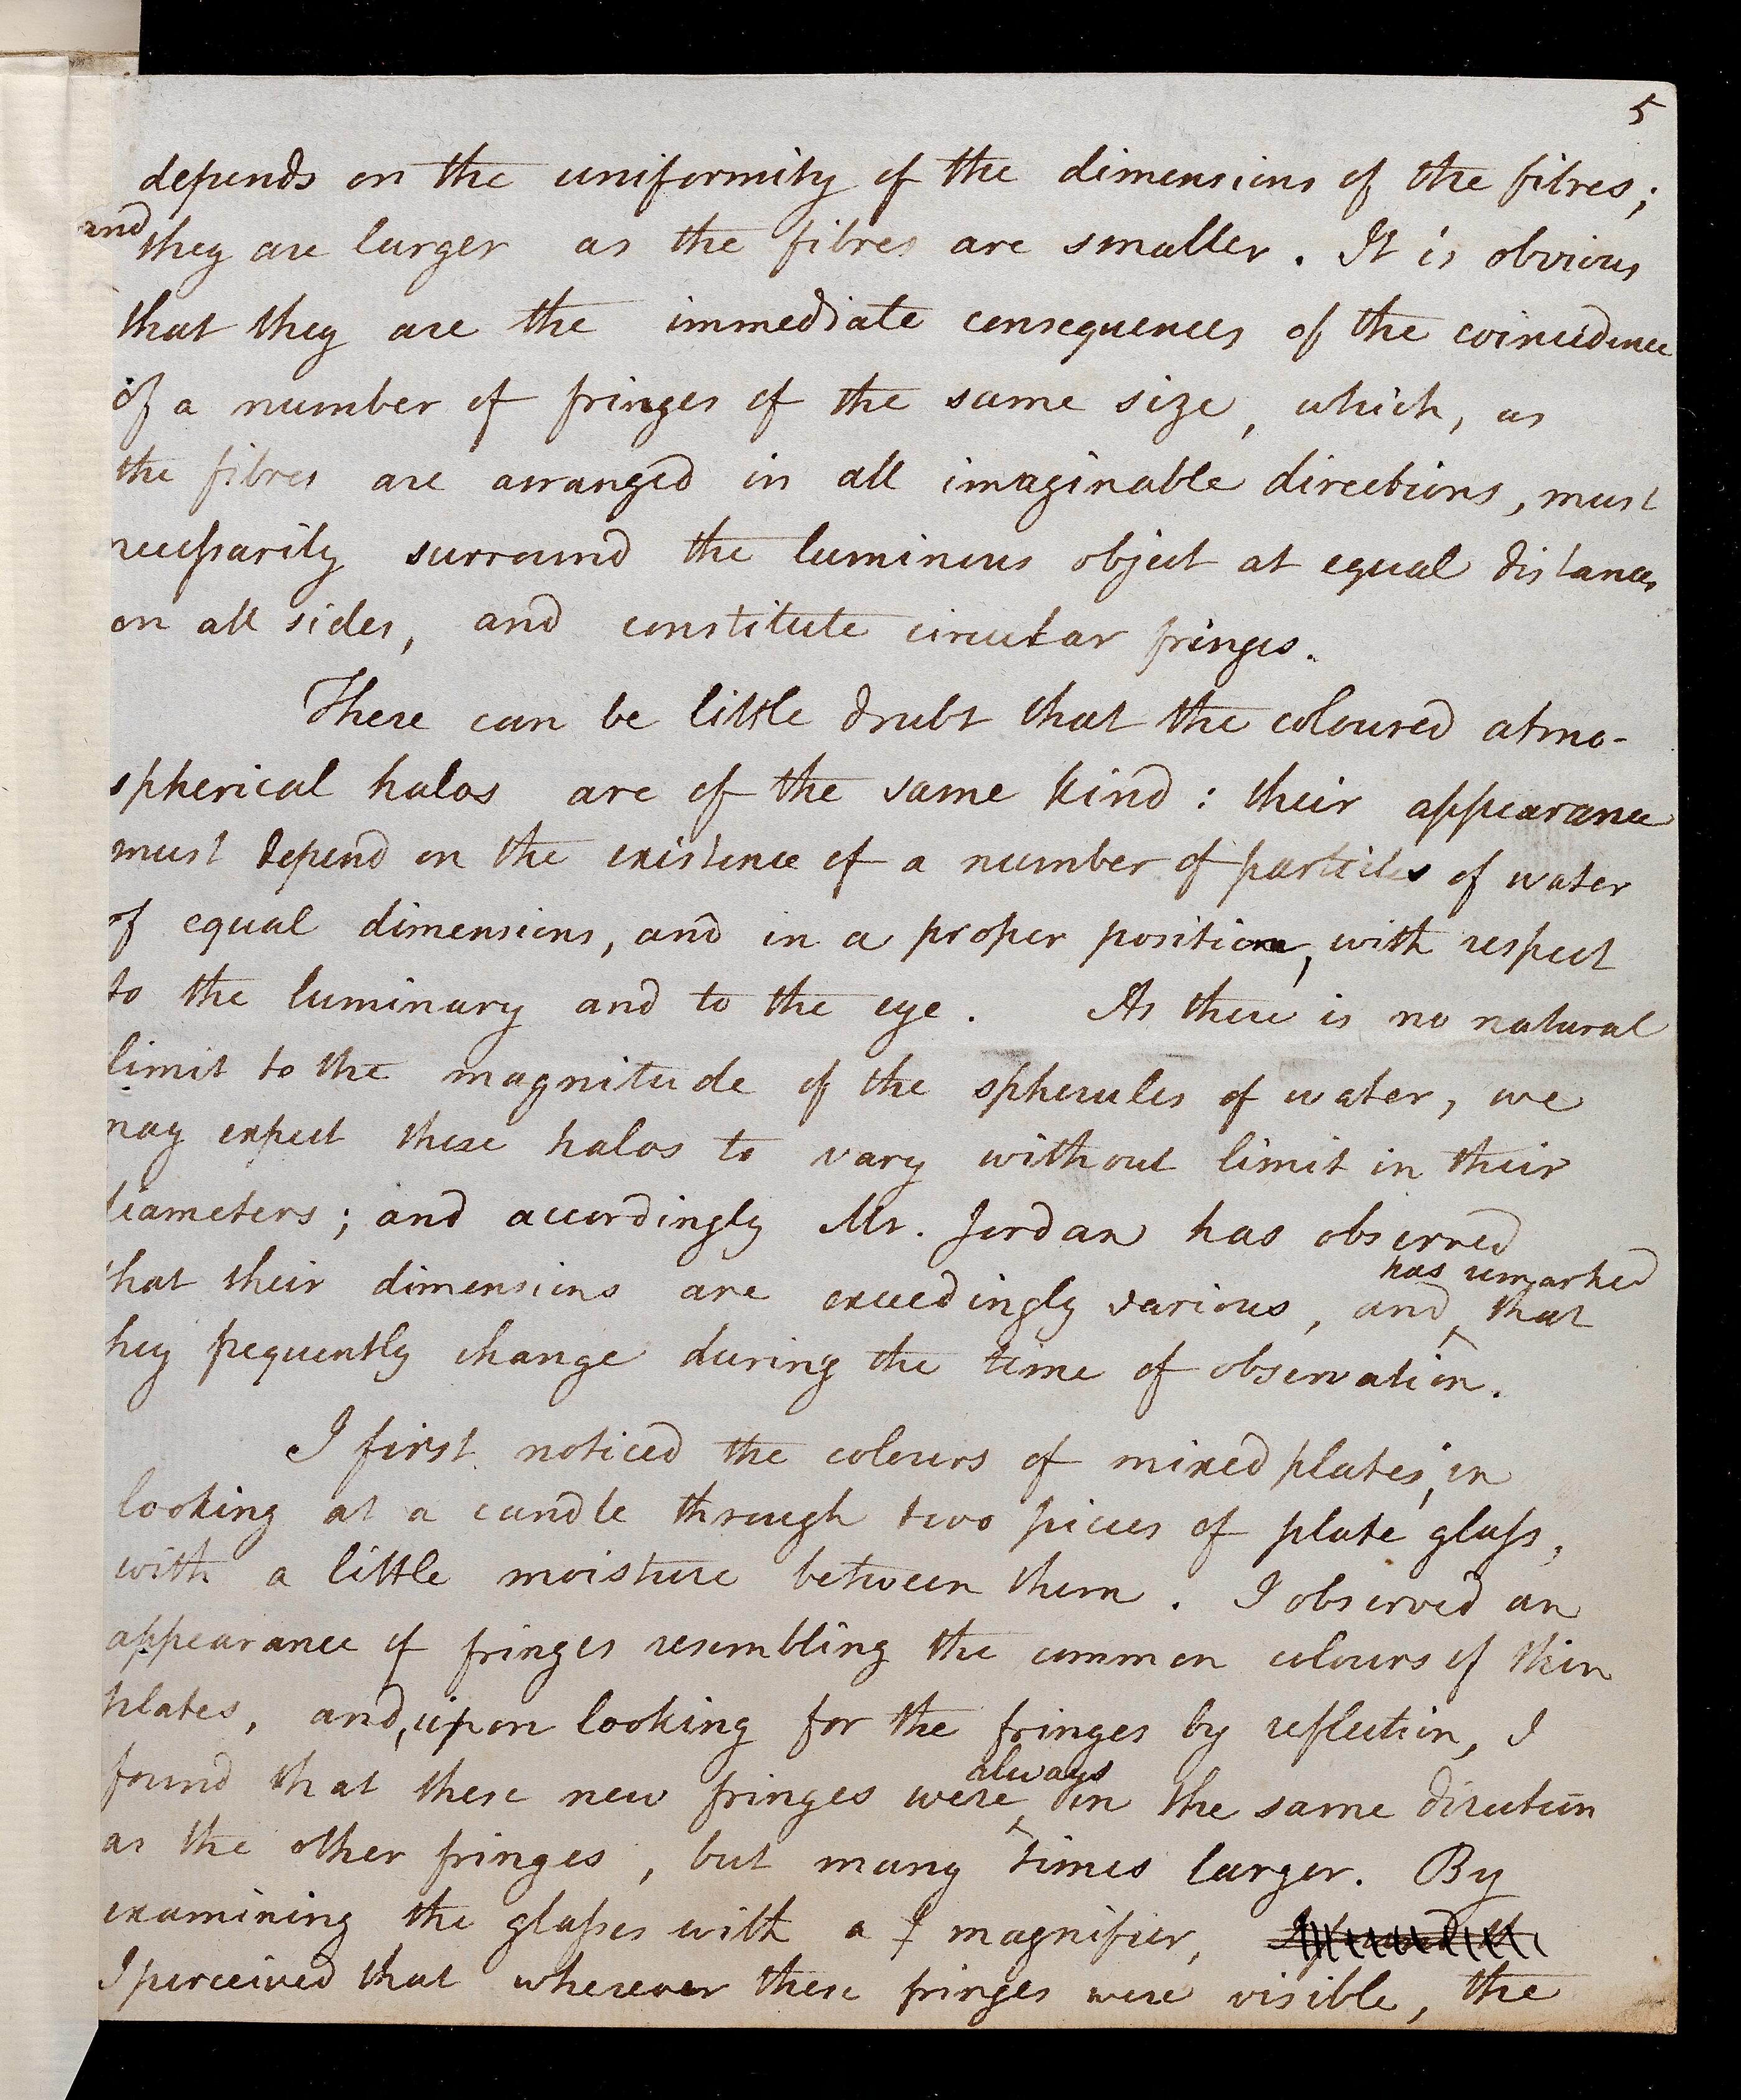 5
depends on the uniformity of the dimensions of the fibres;
and they are larger as the fibres are smaller. It is obvious
that they are the immediate consequences of the coincidence
of a number of fringes of the same size, which, as
the fibres are arranged in all imaginable directions, must
necessarily surround the luminous object at equal distances
on all sides, and constitute circular fringes.
There can be little doubt that the coloured atmo-
spherical halos are of the same kind: their appearance
must depend on the existence of a number of particles of water
of equal dimensions, and in a proper position, with respect
to the luminary and to the eye. As there is no natural
limit to the magnitude of the spherules of water, we
may expect these halos to vary without limit in their
diameters; and accordingly Mr. Jordan has observed
has remarked
that their dimensions are exceedingly various, and ‸ that
they frequently change during the time of observation.
I first noticed the colours of mixed plates, in
looking at a candle through two pieces of plate glass,
with a little moisture between them. I observed an
appearance of fringes resembling the common colours of thin
plates, and, upon looking for the fringes by reflection, I
always
found that these new fringes were ‸ in the same direction
as the other fringes, but many times larger. By
examining the glasses with a magnifier,
I perceived that wherever these fringes were visible, the